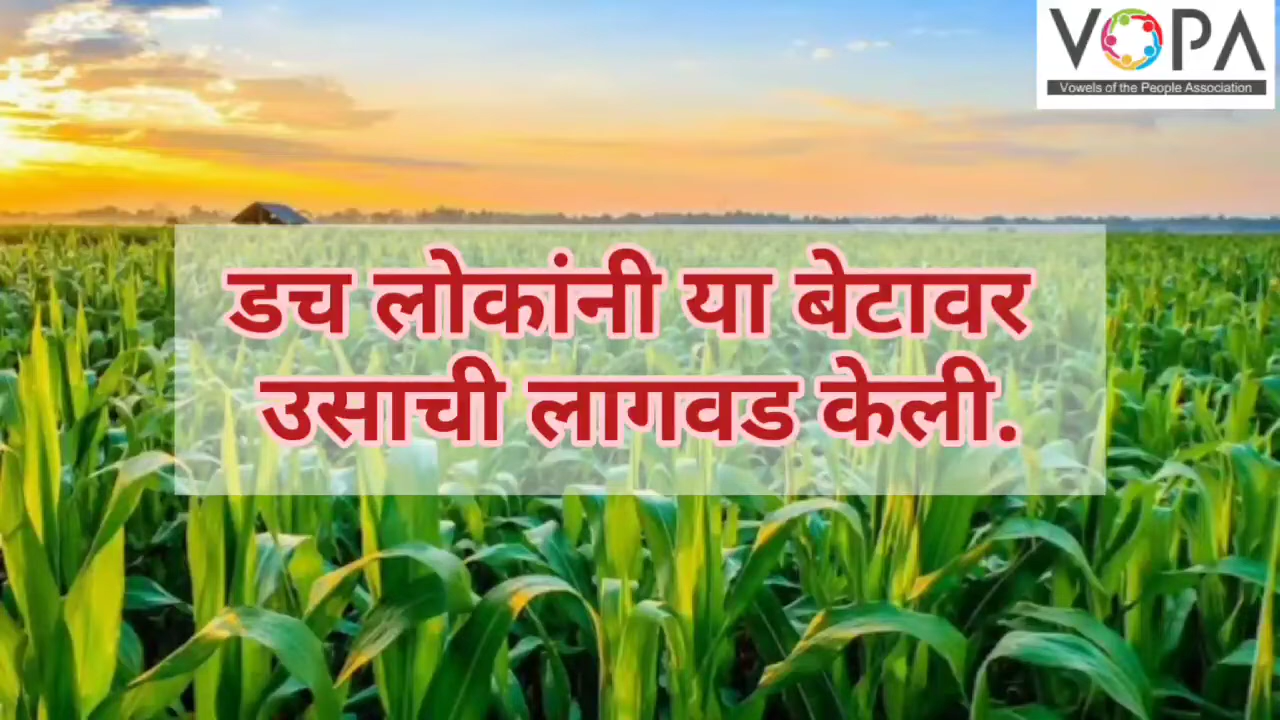 VOPA
Vowels of the People Association
डच लोकांनी या बेटावर
उसाची लागवड केली.